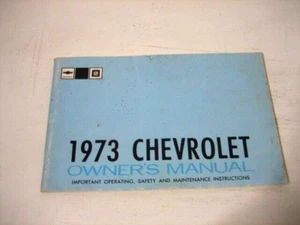 1973 CHEVROLET
OWNER'S MANUAL
IMPORTANT OPERATING, SAFETY AND MAINTENANCE INSTRUCTIONS